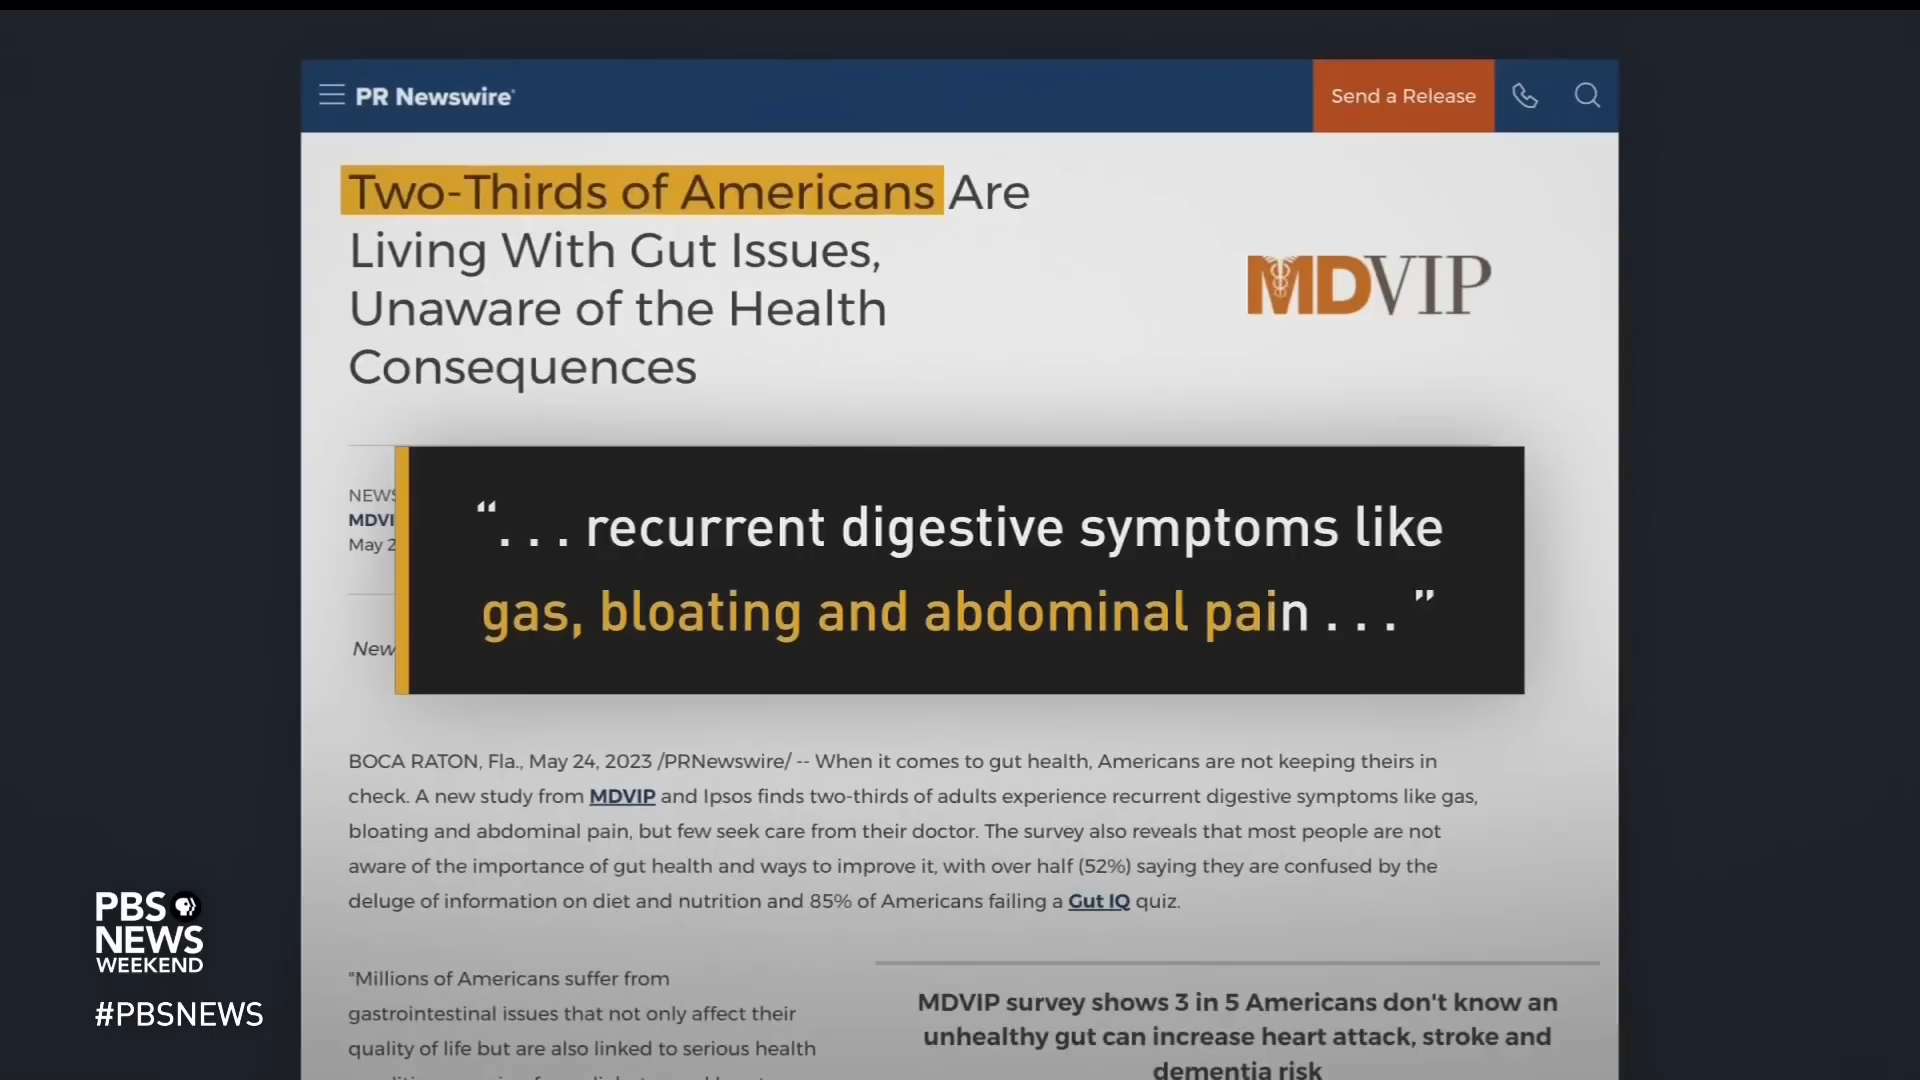 PR Newswire
Send a Release
Two-Thirds of Americans Are
Living With Gut Issues,
Unaware of the Health
Consequences
MDVIP
NEWS
MDVI
May 2
New
“. . . recurrent digestive symptoms like
gas, bloating and abdominal pain . . .”
BOCA RATON, Fla., May 24, 2023 /PRNewswire/ -- When it comes to gut health, Americans are not keeping theirs in
check. A new study from MDVIP and Ipsos finds two-thirds of adults experience recurrent digestive symptoms like gas,
bloating and abdominal pain, but few seek care from their doctor. The survey also reveals that most people are not
aware of the importance of gut health and ways to improve it, with over half (52%) saying they are confused by the
deluge of information on diet and nutrition and 85% of Americans failing a Gut IQ quiz.
"Millions of Americans suffer from
gastrointestinal issues that not only affect their
quality of life but are also linked to serious health
MDVIP survey shows 3 in 5 Americans don't know an
unhealthy gut can increase heart attack, stroke and
dementia risk
PBS
NEWS
WEEKEND
#PBSNEWS